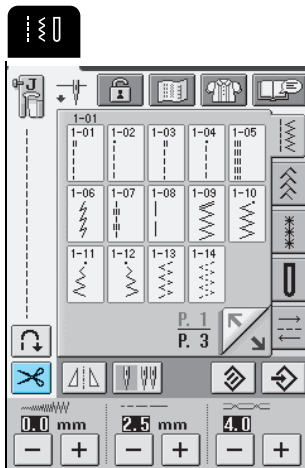 J
1-01
1-01 1-02 1-03 1-04 1-05
1-06 1-07 1-08 1-09 1-10
1-11 1-12 1-13 1-14
P. 1
P. 3
0.0 mm 2.5 mm 4.0
− + − + − +